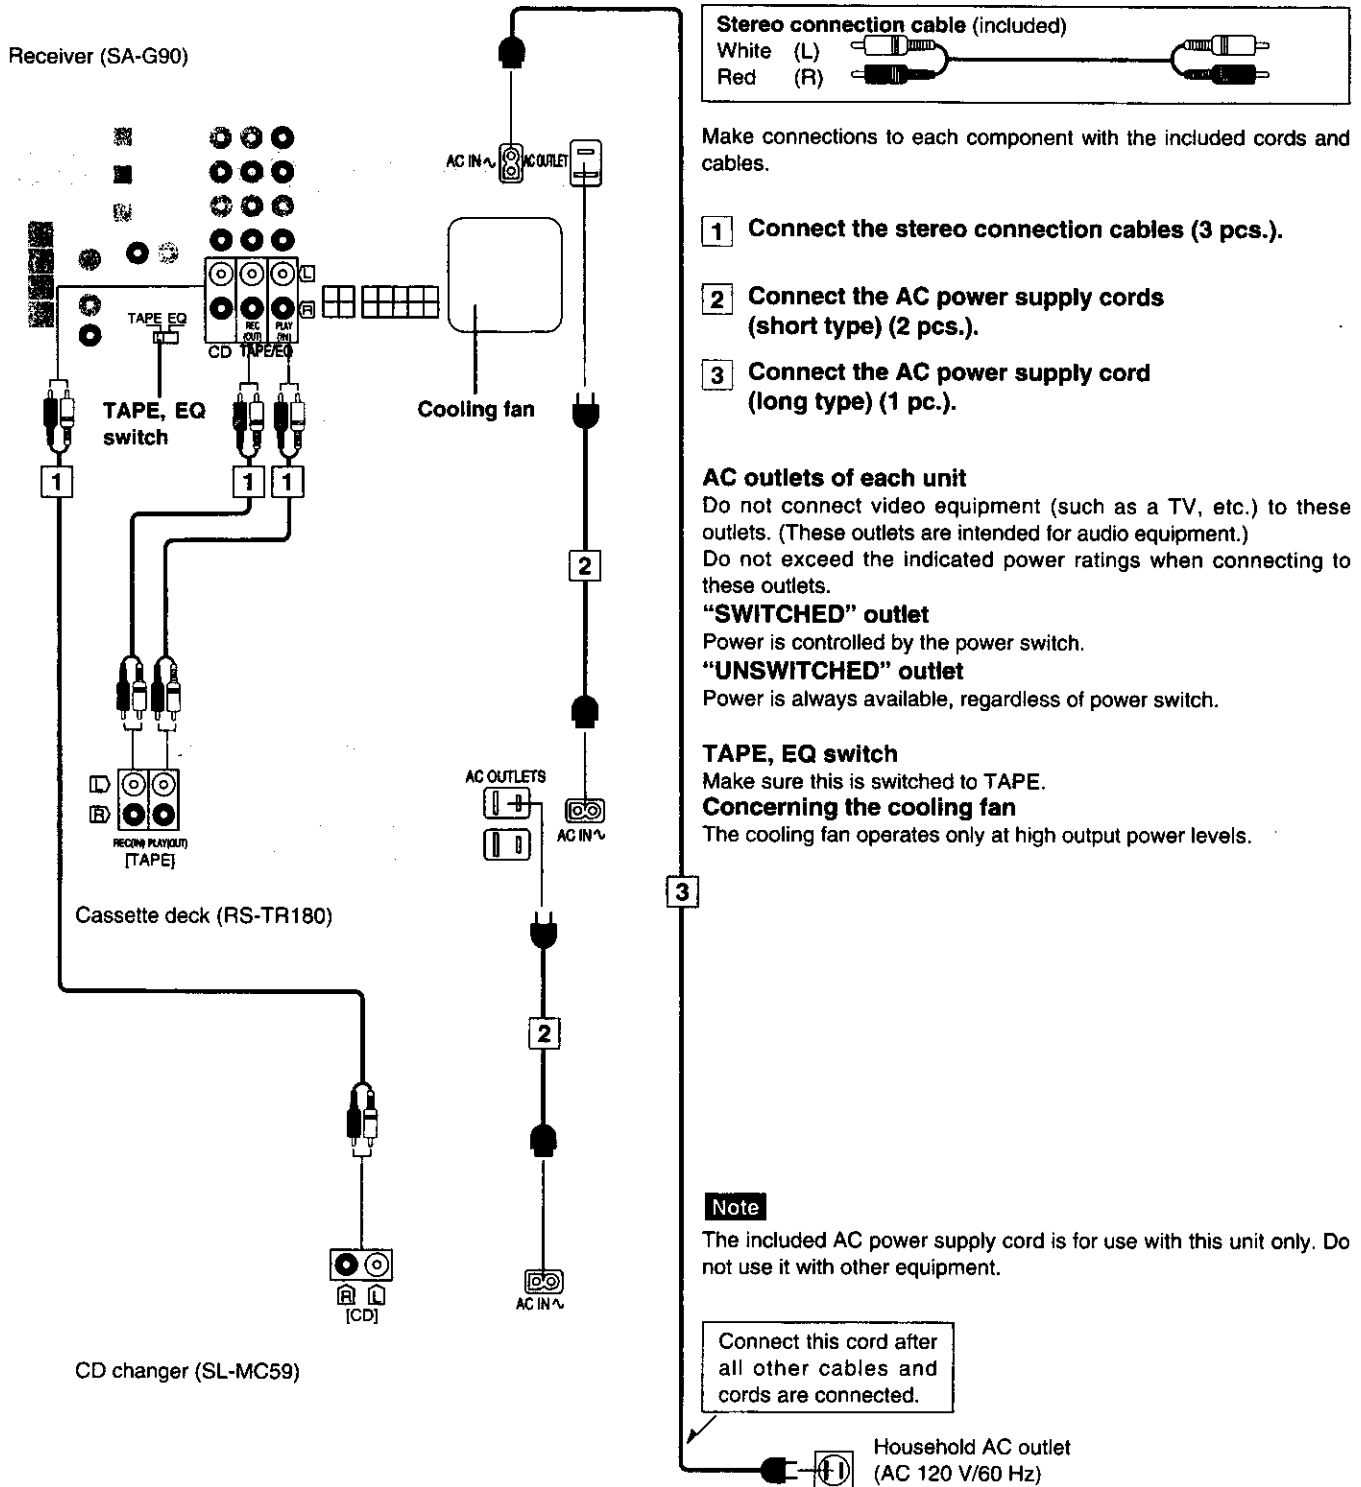 Receiver (SA-G90)
AC IN∿
AC OUTLET
L
R
TAPE EQ
REC
(OUT)
PLAY
(IN)
CD
TAPE/EQ
TAPE, EQ
switch
Cooling fan
1
1
1
2
L
R
REC(IN) PLAY(OUT)
[TAPE]
Cassette deck (RS-TR180)
AC OUTLETS
AC IN∿
3
2
R L
[CD]
AC IN∿
CD changer (SL-MC59)
Stereo connection cable (included)
White (L)
Red (R)
Make connections to each component with the included cords and
cables.
1 Connect the stereo connection cables (3 pcs.).
2 Connect the AC power supply cords
(short type) (2 pcs.).
3 Connect the AC power supply cord
(long type) (1 pc.).
AC outlets of each unit
Do not connect video equipment (such as a TV, etc.) to these
outlets. (These outlets are intended for audio equipment.)
Do not exceed the indicated power ratings when connecting to
these outlets.
“SWITCHED” outlet
Power is controlled by the power switch.
“UNSWITCHED” outlet
Power is always available, regardless of power switch.
TAPE, EQ switch
Make sure this is switched to TAPE.
Concerning the cooling fan
The cooling fan operates only at high output power levels.
Note
The included AC power supply cord is for use with this unit only. Do
not use it with other equipment.
Connect this cord after
all other cables and
cords are connected.
Household AC outlet
(AC 120 V/60 Hz)